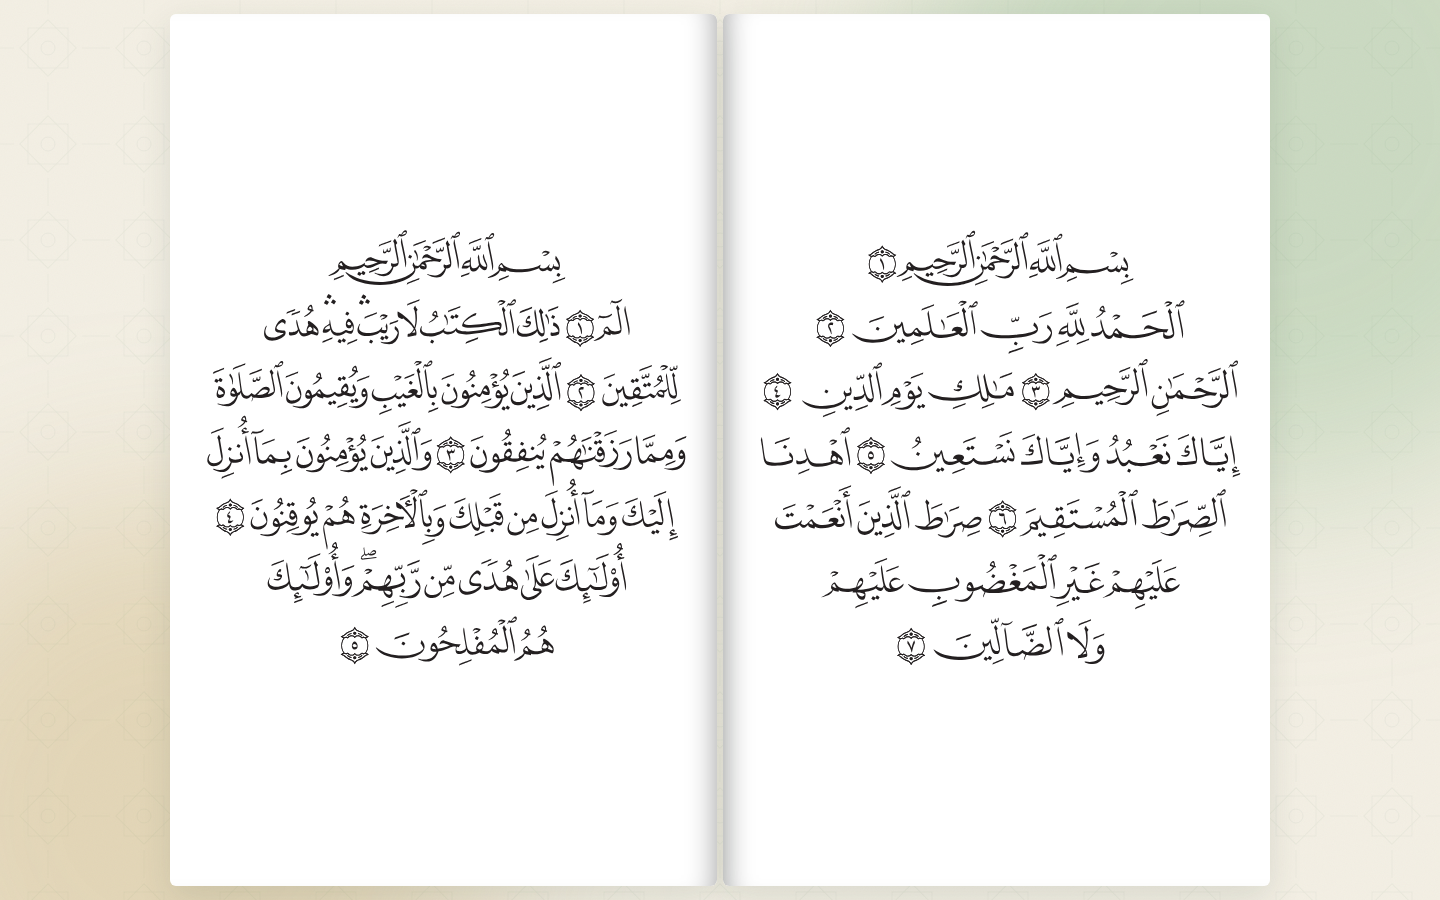 بِسْمِ ٱللَّهِ ٱلرَّحْمَٰنِ ٱلرَّحِيمِ ١
ٱلْحَمْدُ لِلَّهِ رَبِّ ٱلْعَٰلَمِينَ ٢
ٱلرَّحْمَٰنِ ٱلرَّحِيمِ ٣ مَٰلِكِ يَوْمِ ٱلدِّينِ ٤
إِيَّاكَ نَعْبُدُ وَإِيَّاكَ نَسْتَعِينُ ٥ ٱهْدِنَا
ٱلصِّرَٰطَ ٱلْمُسْتَقِيمَ ٦ صِرَٰطَ ٱلَّذِينَ أَنْعَمْتَ
عَلَيْهِمْ غَيْرِ ٱلْمَغْضُوبِ عَلَيْهِمْ
وَلَا ٱلضَّآلِّينَ ٧
بِسْمِ ٱللَّهِ ٱلرَّحْمَٰنِ ٱلرَّحِيمِ
الٓمٓ ١ ذَٰلِكَ ٱلْكِتَٰبُ لَا رَيْبَ ۛ فِيهِ ۛ هُدًى
لِّلْمُتَّقِينَ ٢ ٱلَّذِينَ يُؤْمِنُونَ بِٱلْغَيْبِ وَيُقِيمُونَ ٱلصَّلَوٰةَ
وَمِمَّا رَزَقْنَٰهُمْ يُنفِقُونَ ٣ وَٱلَّذِينَ يُؤْمِنُونَ بِمَآ أُنزِلَ
إِلَيْكَ وَمَآ أُنزِلَ مِن قَبْلِكَ وَبِٱلْأَخِرَةِ هُمْ يُوقِنُونَ ٤
أُو۟لَٰٓئِكَ عَلَىٰ هُدًى مِّن رَّبِّهِمْ ۖ وَأُو۟لَٰٓئِكَ
هُمُ ٱلْمُفْلِحُونَ ٥